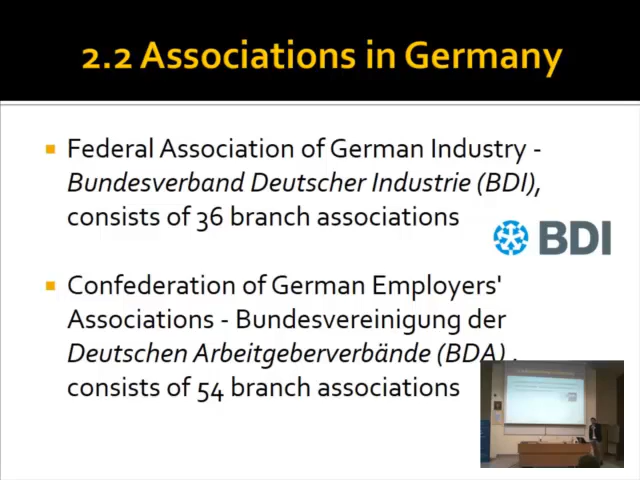 2.2 Associations in Germany
Federal Association of German Industry -
Bundesverband Deutscher Industrie (BDI),
consists of 36 branch associations
BDI
Confederation of German Employers'
Associations - Bundesvereinigung der
Deutschen Arbeitgeberverbände (BDA) ,
consists of 54 branch associations